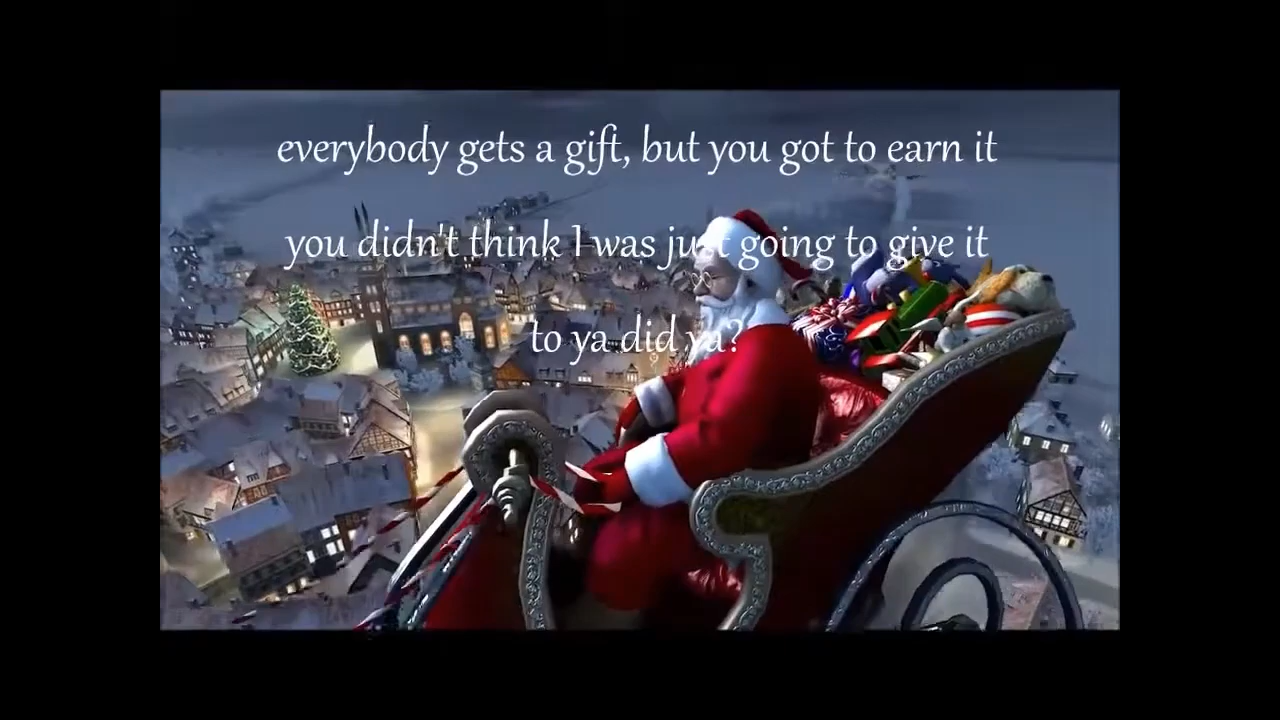 everybody gets a gift, but you got to earn it
you didn't think I was just going to give it
to ya did ya?